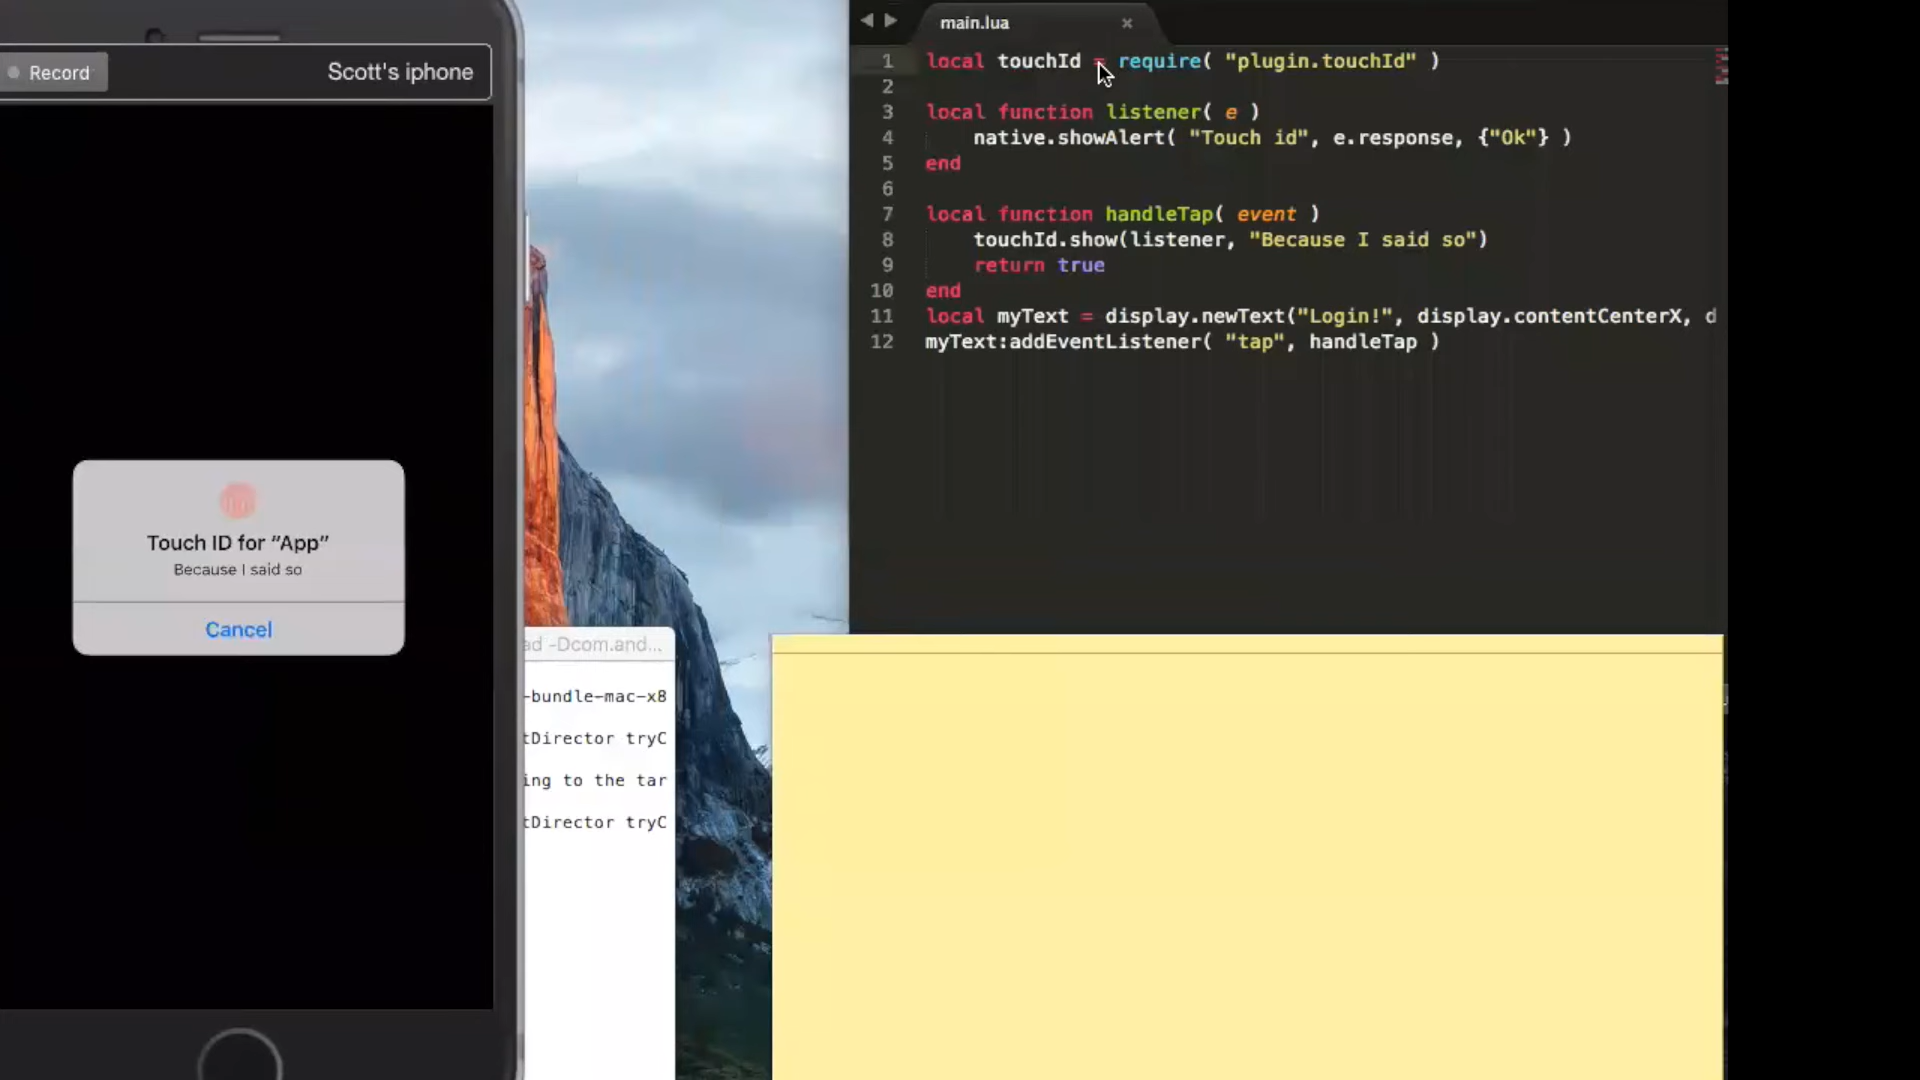 Record
Scott's iphone
Touch ID for “App”
Because I said so
Cancel
ad -Dcom.and...
-bundle-mac-x8
tDirector tryC
ing to the tar
tDirector tryC
main.lua
1 local touchId = require( "plugin.touchId" )
2
3 local function listener( e )
4 native.showAlert( "Touch id", e.response, {"Ok"} )
5 end
6
7 local function handleTap( event )
8 touchId.show(listener, "Because I said so")
9 return true
10 end
11 local myText = display.newText("Login!", display.contentCenterX, d
12 myText:addEventListener( "tap", handleTap )